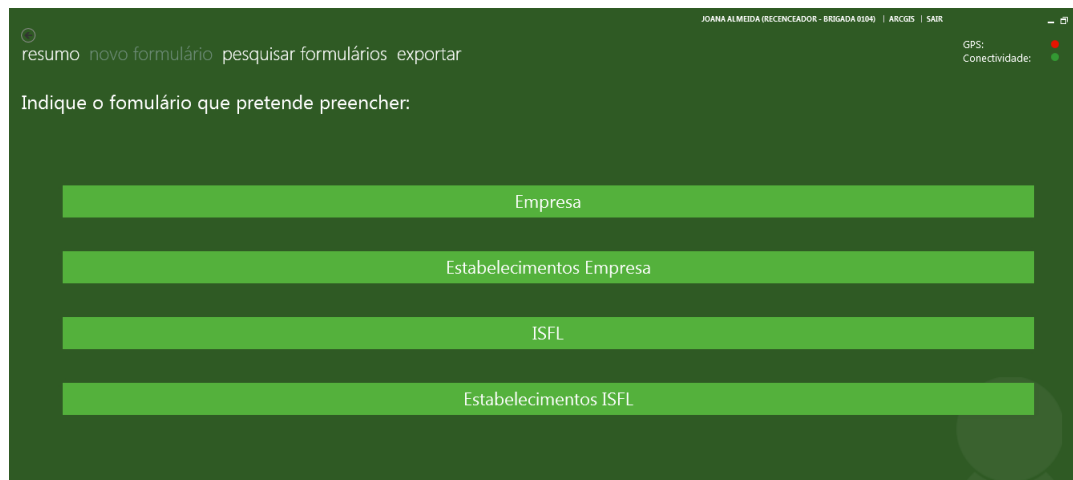 JOANA ALMEIDA (RECENCEADOR - BRIGADA 0104) | ARCGIS | SAIR
resumo novo formulário pesquisar formulários exportar
GPS:
Conectividade:
Indique o fomulário que pretende preencher:
Empresa
Estabelecimentos Empresa
ISFL
Estabelecimentos ISFL